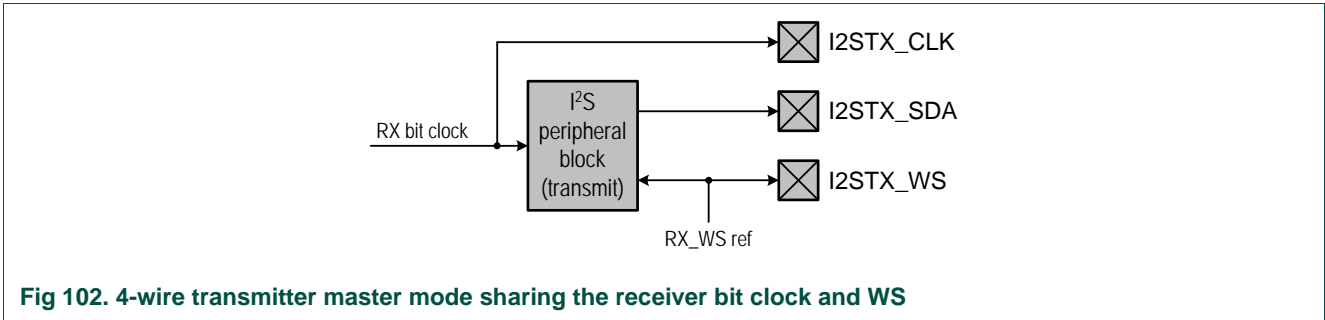 I2STX_CLK
I²S
peripheral
block
(transmit)
I2STX_SDA
RX bit clock
I2STX_WS
RX_WS ref
Fig 102. 4-wire transmitter master mode sharing the receiver bit clock and WS